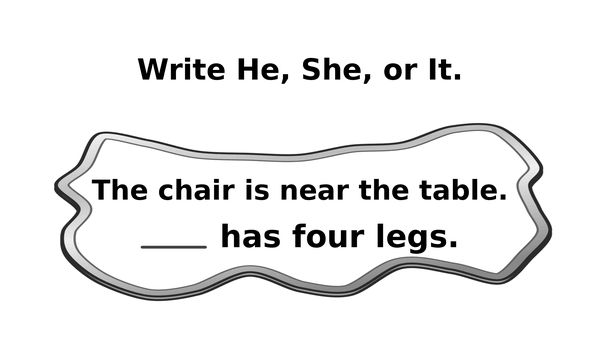 Write He, She, or It.
The chair is near the table.
____ has four legs.